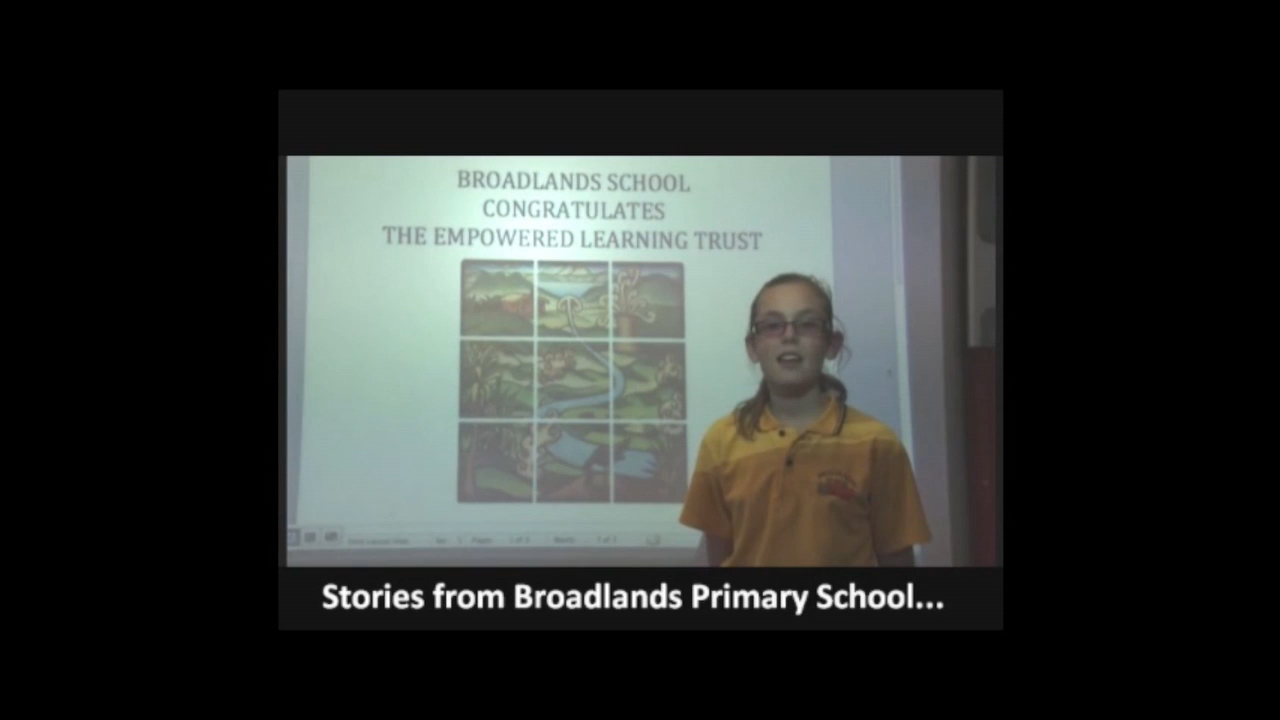 BROADLANDS SCHOOL
CONGRATULATES
THE EMPOWERED LEARNING TRUST
Stories from Broadlands Primary School...